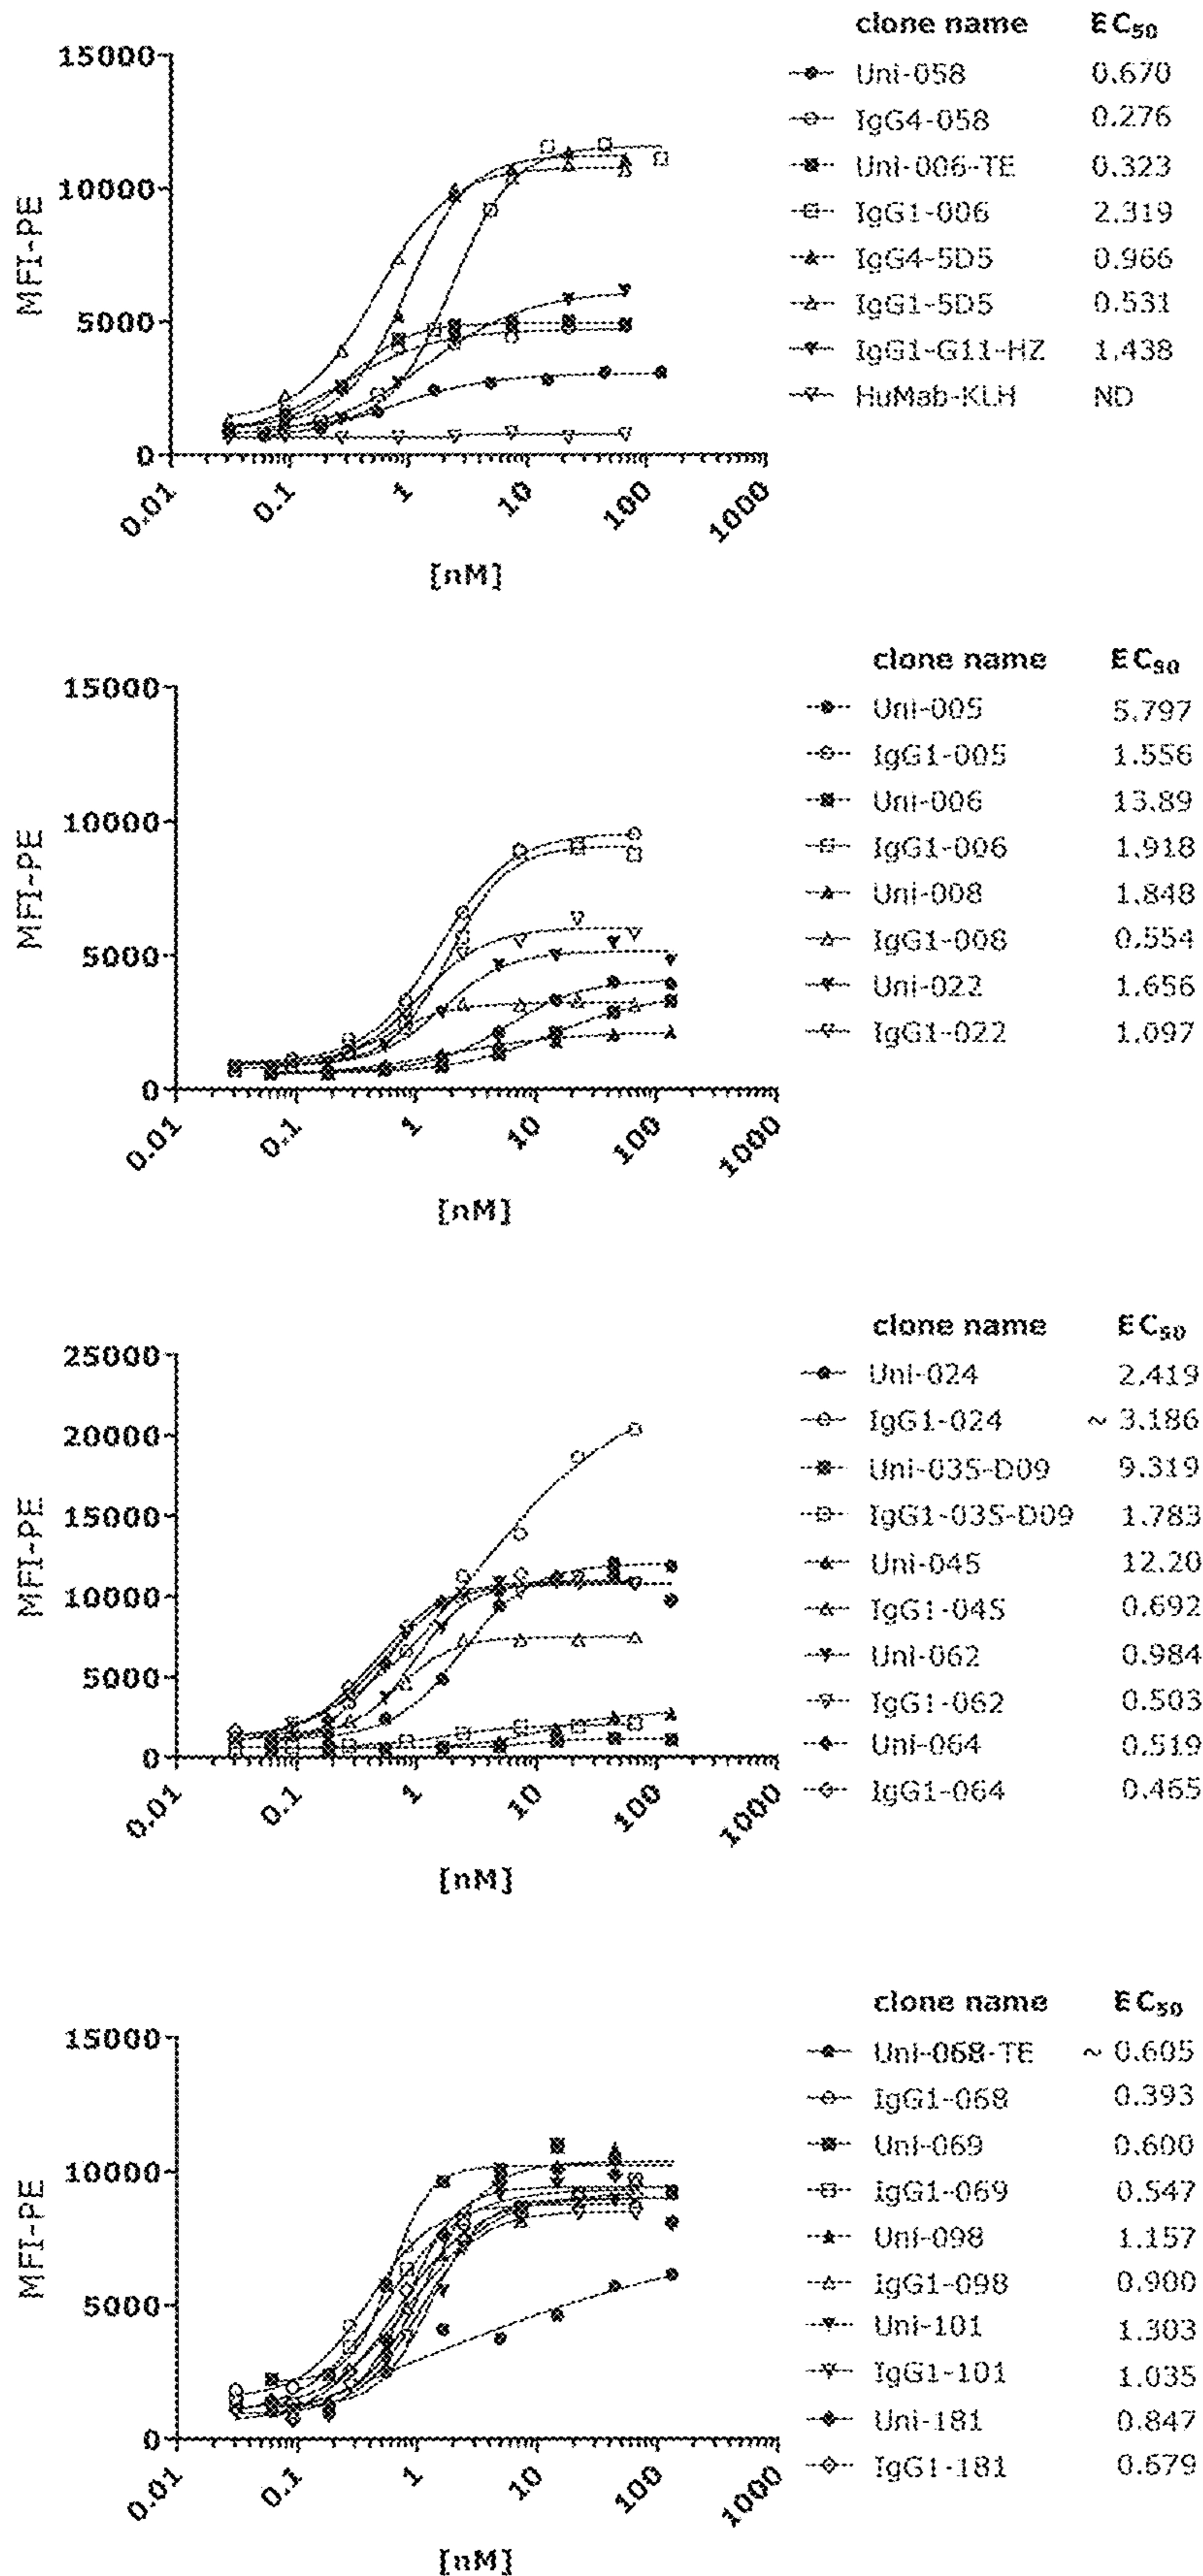 clone name EC50
Uni-058 0.670
IgG4-058 0.276
Uni-006-TE 0.323
IgG1-006 2.319
IgG4-5D5 0.966
IgG1-5D5 0.531
IgG1-G11-HZ 1.438
HuMab-KLH ND
15000
10000
5000
0
MFI-PE
0.01 0.1 1 10 100 1000
[nM]
clone name EC50
Uni-005 5.797
IgG1-005 1.556
Uni-006 13.89
IgG1-006 1.918
Uni-008 1.848
IgG1-008 0.554
Uni-022 1.656
IgG1-022 1.097
15000
10000
5000
0
MFI-PE
0.01 0.1 1 10 100 1000
[nM]
clone name EC50
Uni-024 2.419
IgG1-024 ~ 3.186
Uni-035-D09 9.319
IgG1-035-D09 1.783
Uni-045 12.20
IgG1-045 0.692
Uni-062 0.984
IgG1-062 0.503
Uni-064 0.519
IgG1-064 0.465
25000
20000
15000
10000
5000
0
MFI-PE
0.01 0.1 1 10 100 1000
[nM]
clone name EC50
Uni-068-TE ~ 0.605
IgG1-068 0.393
Uni-069 0.600
IgG1-069 0.547
Uni-098 1.157
IgG1-098 0.900
Uni-101 1.303
IgG1-101 1.035
Uni-181 0.847
IgG1-181 0.679
15000
10000
5000
0
MFI-PE
0.01 0.1 1 10 100 1000
[nM]